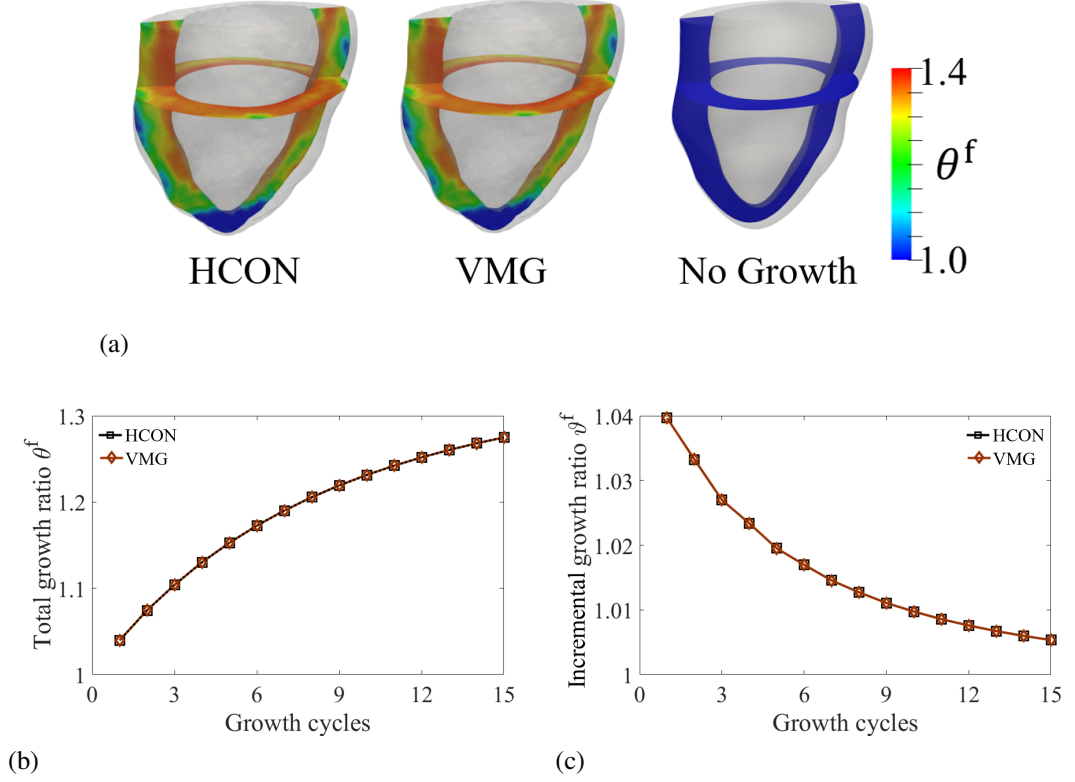 1.4
θᶠ
1.0
HCON
VMG
No Growth
(a)
1.3
1.2
1.1
1
0
3
6
9
12
15
Total growth ratio θᶠ
Growth cycles
HCON
VMG
(b)
1.04
1.03
1.02
1.01
1
0
3
6
9
12
15
Incremental growth ratio ϑᶠ
Growth cycles
HCON
VMG
(c)